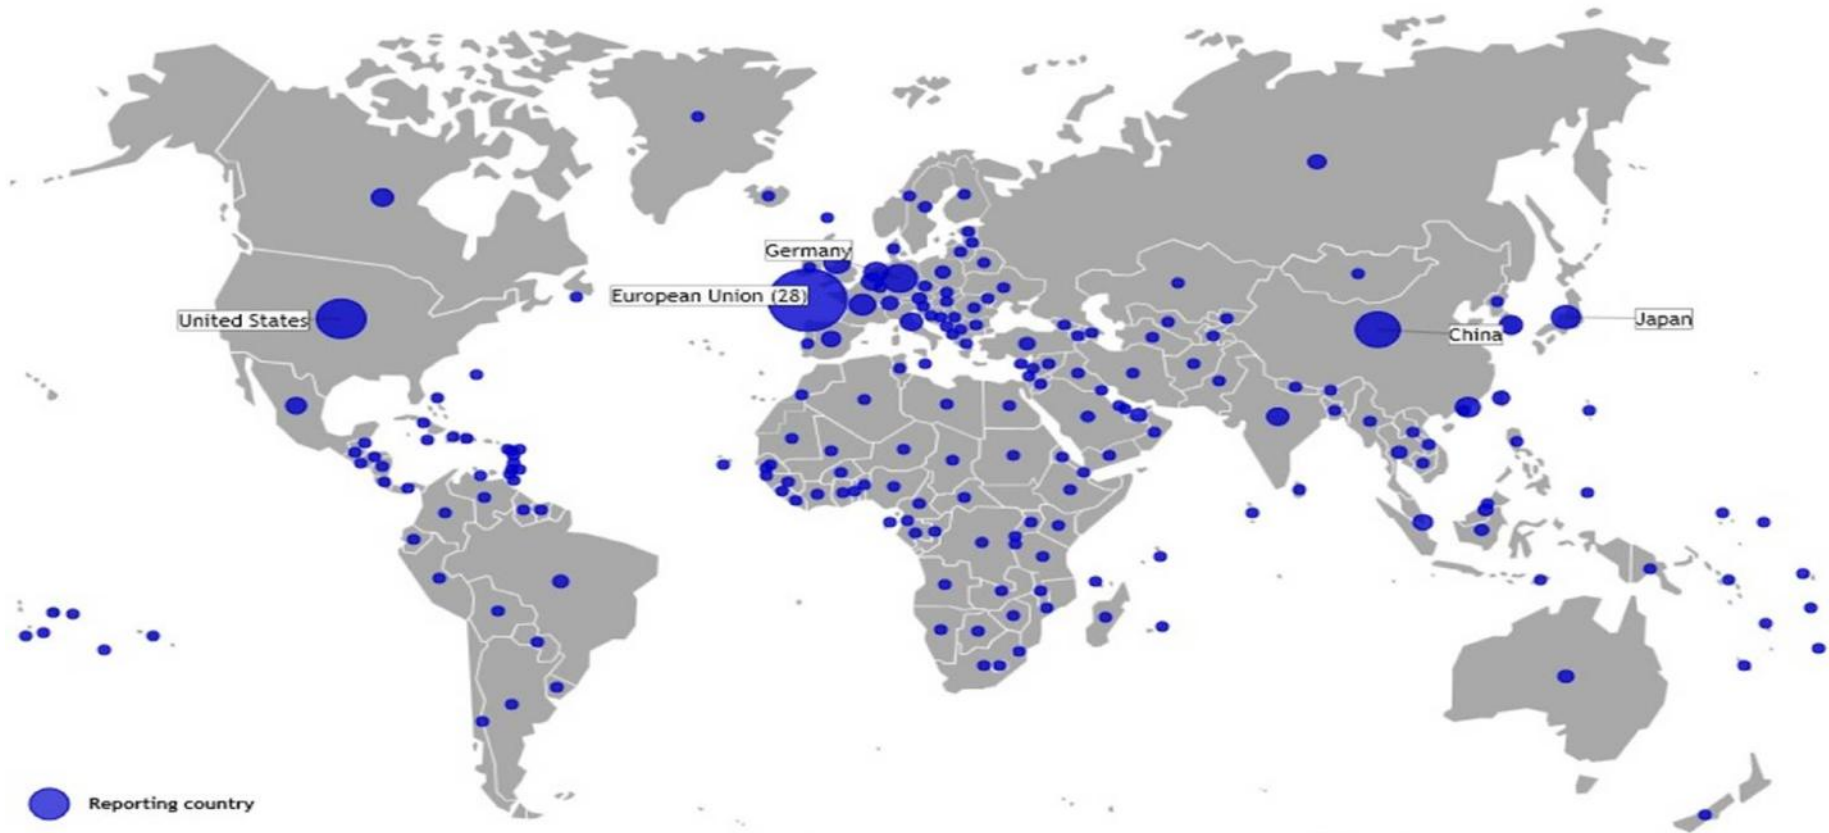 Germany
European Union (28)
United States
China
Japan
Reporting country